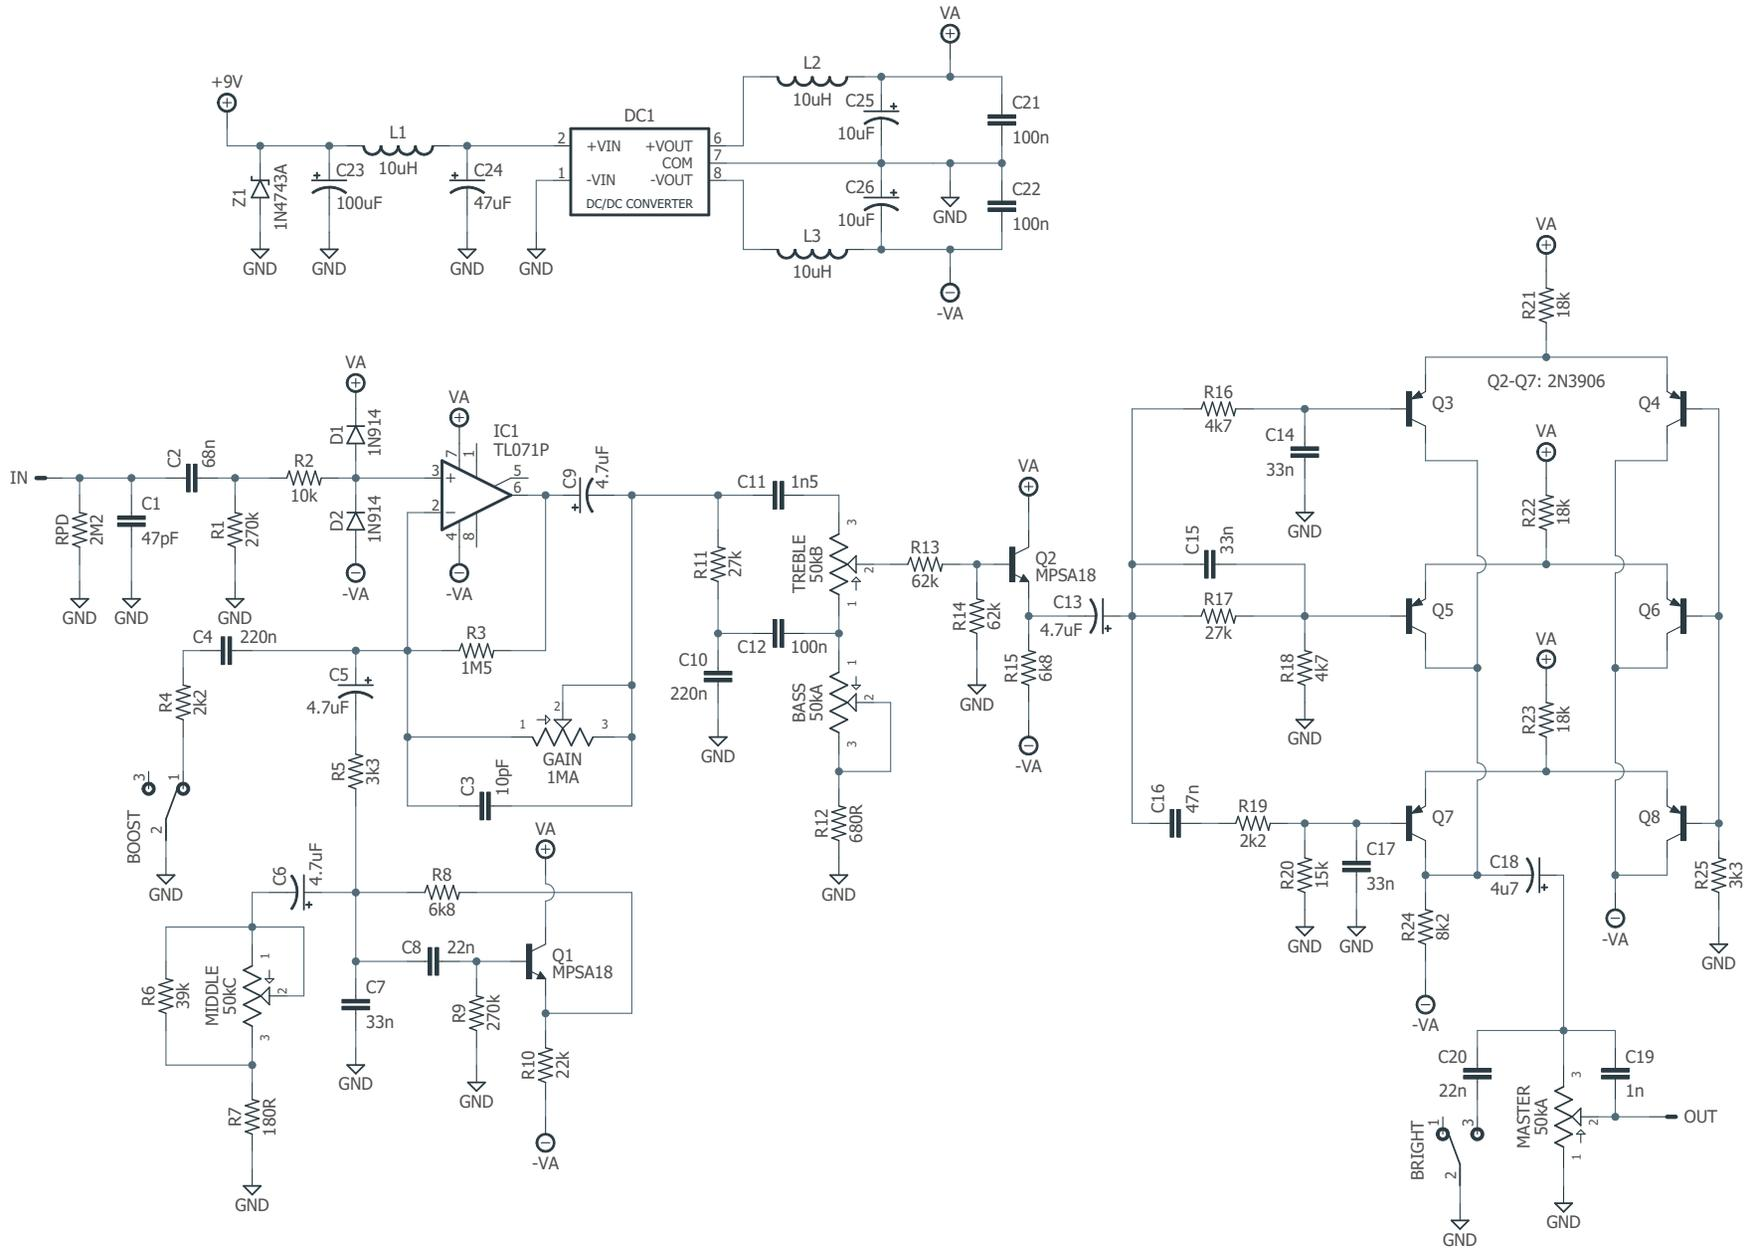 VA
+9V
L2
10uH
C25
10uF
C21
100n
DC1
L1
10uH
2
+VIN
+VOUT
6
COM
7
1
-VIN
-VOUT
8
DC/DC CONVERTER
Z1
1N4743A
C23
100uF
C24
47uF
C26
10uF
C22
100n
GND
GND
GND
GND
GND
L3
10uH
-VA
VA
R21
18k
Q2-Q7: 2N3906
VA
VA
D1
1N914
IC1
TL071P
7
1
3
2
5
6
4
8
C9
4.7uF
IN
C2
68n
R2
10k
RPD
2M2
C1
47pF
R1
270k
D2
1N914
-VA
-VA
GND
GND
GND
C11
1n5
R11
27k
TREBLE
50kB
3
2
1
R13
62k
VA
Q2
MPSA18
R14
62k
GND
R15
6k8
-VA
C13
4.7uF
R16
4k7
C14
33n
GND
Q3
Q4
VA
R22
18k
C15
33n
R17
27k
Q5
Q6
R18
4k7
GND
VA
R23
18k
C4
220n
R3
1M5
C5
4.7uF
R4
2k2
1
2
3
GAIN
1MA
R5
3k3
C3
10pF
C12
100n
C10
220n
GND
BASS
50kA
1
2
3
R12
680R
GND
BOOST
3
1
2
GND
C16
47n
R19
2k2
R20
15k
C17
33n
GND
GND
Q7
Q8
C18
4u7
R24
8k2
-VA
-VA
R25
3k3
GND
C6
4.7uF
R8
6k8
VA
C8
22n
Q1
MPSA18
R6
39k
MIDDLE
50kC
1
2
3
C7
33n
GND
R9
270k
GND
R10
22k
-VA
R7
180R
GND
C20
22n
C19
1n
BRIGHT
1
3
2
GND
MASTER
50kA
3
2
1
GND
OUT